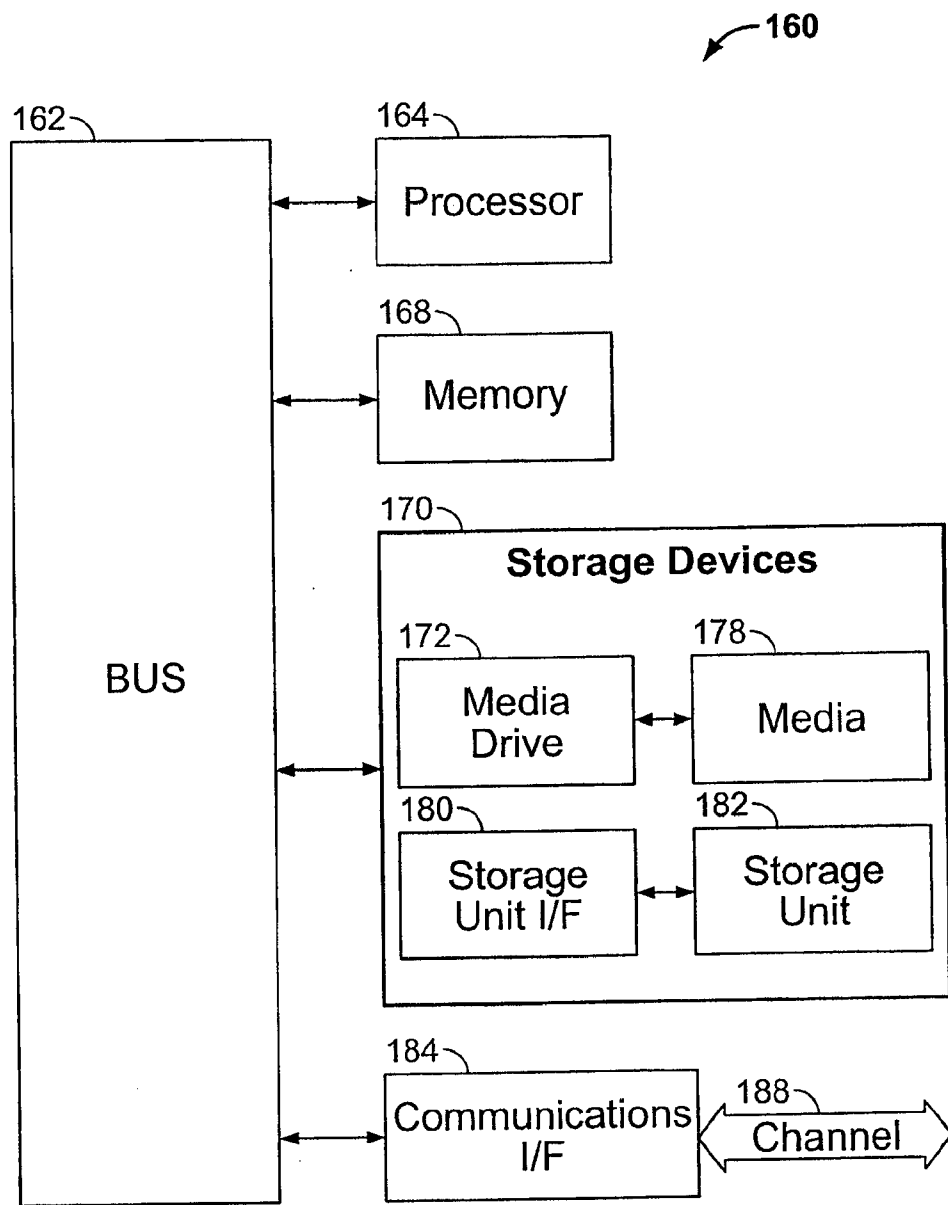 160
162
164
Processor
168
Memory
170
Storage Devices
172
178
Media
Drive
Media
180
182
Storage
Unit I/F
Storage
Unit
BUS
184
Communications
I/F
188
Channel